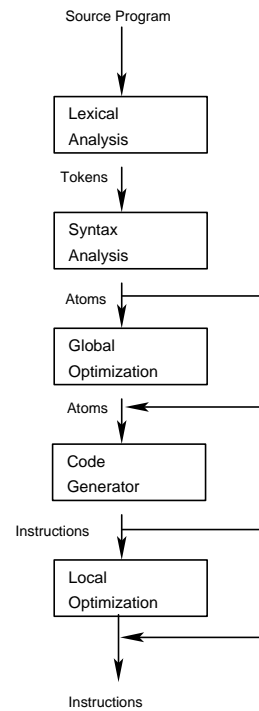 Source Program
Lexical
Analysis
Tokens
Syntax
Analysis
Atoms
Global
Optimization
Atoms
Code
Generator
Instructions
Local
Optimization
Instructions